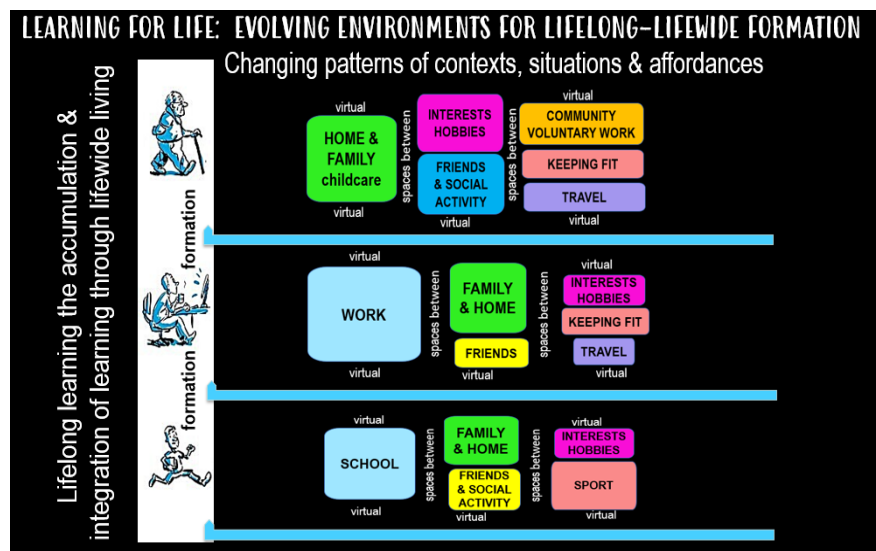 LEARNING FOR LIFE: EVOLVING ENVIRONMENTS FOR LIFELONG-LIFEWIDE FORMATION
Changing patterns of contexts, situations & affordances
Lifelong learning the accumulation &
integration of learning through lifewide living
formation
formation
virtual
HOME &
FAMILY
childcare
virtual
spaces between
INTERESTS
HOBBIES
FRIENDS
& SOCIAL
ACTIVITY
virtual
spaces between
virtual
COMMUNITY
VOLUNTARY WORK
KEEPING FIT
TRAVEL
virtual
virtual
WORK
virtual
spaces between
FAMILY
& HOME
FRIENDS
virtual
spaces between
virtual
INTERESTS
HOBBIES
KEEPING FIT
TRAVEL
virtual
virtual
SCHOOL
virtual
spaces between
FAMILY
& HOME
FRIENDS
& SOCIAL
ACTIVITY
virtual
spaces between
virtual
INTERESTS
HOBBIES
SPORT
virtual